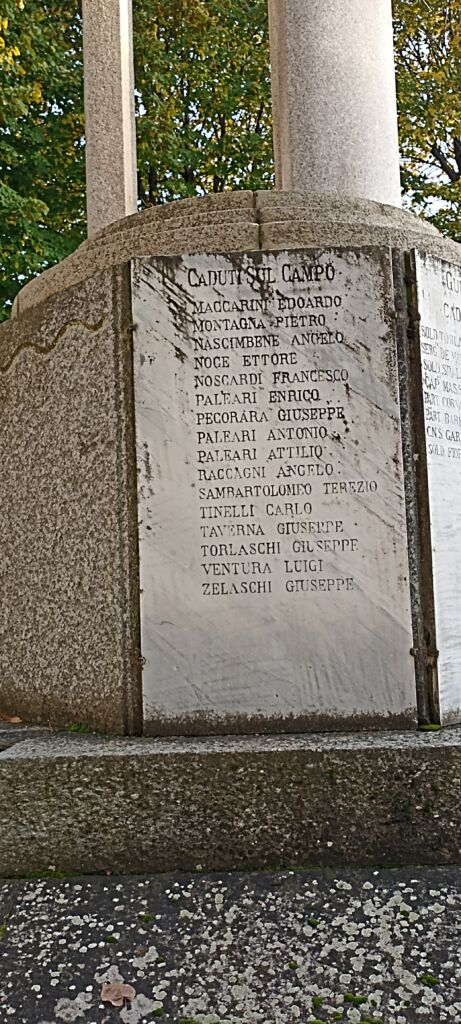 CADUTI SUL CAMPO
MACCARINI EDOARDO
MONTAGNA PIETRO
NASCIMBENE ANGELO
NOCE ETTORE
NOSCARDI FRANCESCO
PALEARI ENRICO
PECORARA GIUSEPPE
PALEARI ANTONIO
PALEARI ATTILIO
RACCAGNI ANGELO
SAMBARTOLOMEO TEREZIO
TINELLI CARLO
TAVERNA GIUSEPPE
TORLASCHI GIUSEPPE
VENTURA LUIGI
ZELASCHI GIUSEPPE